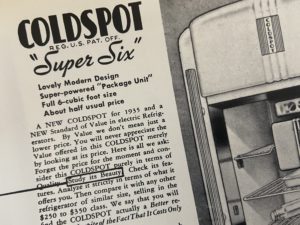 COLDSPOT
REG. U.S. PAT. OFF.
"Super Six"
Lovely Modern Design
Super-powered "Package Unit"
Full 6-cubic foot size
About half usual price
A NEW COLDSPOT for 1935 and a
NEW Standard of Value in electric Refrig-
erators. By Value we don't mean just a
lower price. You will never appreciate the
Value offered in this COLDSPOT merely
by looking at its price. Here is all we ask:
Forget the price for the moment and con-
sider this COLDSPOT purely in terms of
Quality. Study its Beauty. Check its fea-
tures. Analyze it strictly in terms of what it
offers you. Then compare it with any other
refrigerator of similar size, selling in the
$250 to $350 class. We say that you will
find the COLDSPOT actually a Better re-
Spite of the Fact That It Costs Only